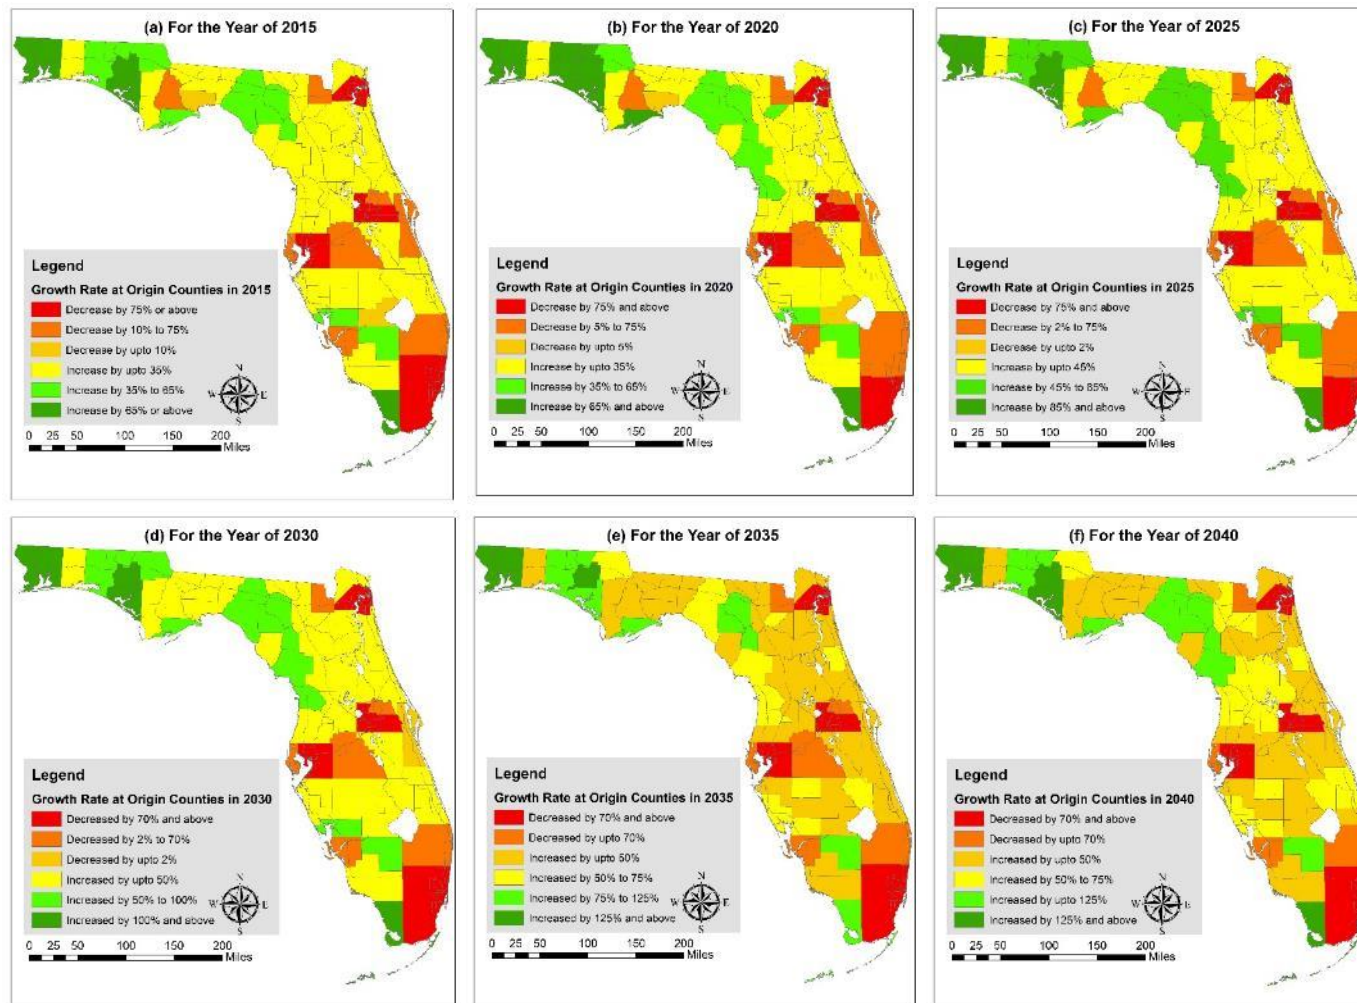 (a) For the Year of 2015
Legend
Growth Rate at Origin Counties in 2015
Decrease by 75% or above
Decrease by 10% to 75%
Decrease by upto 10%
Increase by upto 35%
Increase by 35% to 65%
Increase by 65% or above
N
W E
S
0 25 50 100 150 200
Miles
(b) For the Year of 2020
Legend
Growth Rate at Origin Counties in 2020
Decrease by 75% and above
Decrease by 5% to 75%
Decrease by upto 5%
Increase by upto 35%
Increase by 35% to 65%
Increase by 65% and above
N
W E
S
0 25 50 100 150 200
Miles
(c) For the Year of 2025
Legend
Growth Rate at Origin Counties in 2025
Decrease by 75% and above
Decrease by 2% to 75%
Decrease by upto 2%
Increase by upto 45%
Increase by 45% to 85%
Increase by 85% and above
N
W E
S
0 25 50 100 150 200
Miles
(d) For the Year of 2030
Legend
Growth Rate at Origin Counties in 2030
Decreased by 70% and above
Decreased by 2% to 70%
Decreased by upto 2%
Increased by upto 50%
Increased by 50% to 100%
Increased by 100% and above
N
W E
S
0 25 50 100 150 200
Miles
(e) For the Year of 2035
Legend
Growth Rate at Origin Counties in 2035
Decreased by 70% and above
Decreased by upto 70%
Increased by upto 50%
Increased by 50% to 75%
Increased by 75% to 125%
Increased by 125% and above
N
W E
S
0 25 50 100 150 200
Miles
(f) For the Year of 2040
Legend
Growth Rate at Origin Counties in 2040
Decreased by 70% and above
Decreased by upto 70%
Increased by upto 50%
Increased by 50% to 75%
Increased by upto 125%
Increased by 125% and above
N
W E
S
0 25 50 100 150 200
Miles